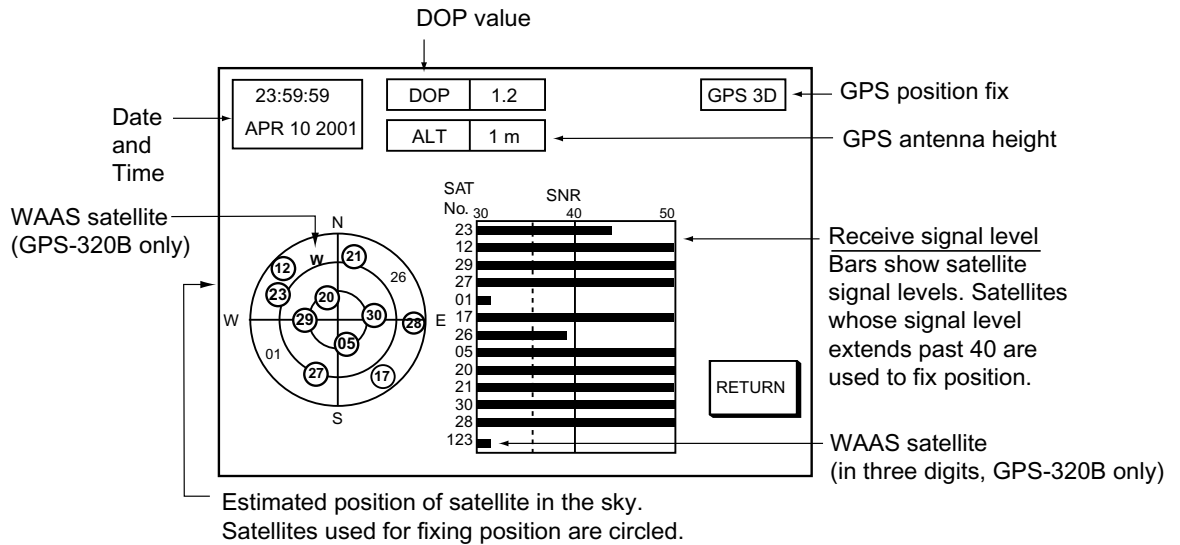 DOP value
23:59:59
APR 10 2001
DOP 1.2
ALT 1 m
GPS 3D
GPS position fix
GPS antenna height
Date
and
Time
WAAS satellite
(GPS-320B only)
N
W
E
S
W
12
21
26
23
20
29
30
28
05
01
27
17
SAT
No.
SNR
30 40 50
23
12
29
27
01
17
26
05
20
21
30
28
123
Receive signal level
Bars show satellite
signal levels. Satellites
whose signal level
extends past 40 are
used to fix position.
RETURN
WAAS satellite
(in three digits, GPS-320B only)
Estimated position of satellite in the sky.
Satellites used for fixing position are circled.